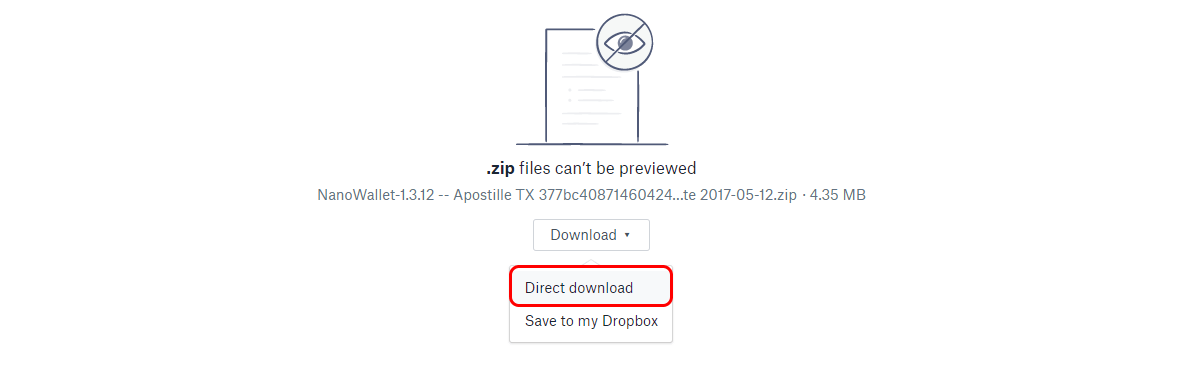 .zip files can’t be previewed
NanoWallet-1.3.12 -- Apostille TX 377bc40871460424...te 2017-05-12.zip · 4.35 MB
Download ▾
Direct download
Save to my Dropbox